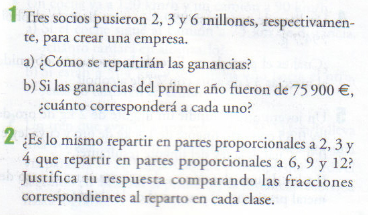 1 Tres socios pusieron 2, 3 y 6 millones, respectivamen-
te, para crear una empresa.
a) ¿Cómo se repartirán las ganancias?
b) Si las ganancias del primer año fueron de 75 900 €,
¿cuánto corresponderá a cada uno?
2 ¿Es lo mismo repartir en partes proporcionales a 2, 3 y
4 que repartir en partes proporcionales a 6, 9 y 12?
Justifica tu respuesta comparando las fracciones
correspondientes al reparto en cada clase.